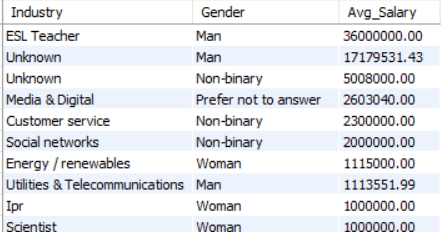 Industry Gender Avg_Salary
ESL Teacher Man 36000000.00
Unknown Man 17179531.43
Unknown Non-binary 5008000.00
Media & Digital Prefer not to answer 2603040.00
Customer service Non-binary 2300000.00
Social networks Non-binary 2000000.00
Energy / renewables Woman 1115000.00
Utilities & Telecommunications Man 1113551.99
Ipr Woman 1000000.00
Scientist Woman 1000000.00